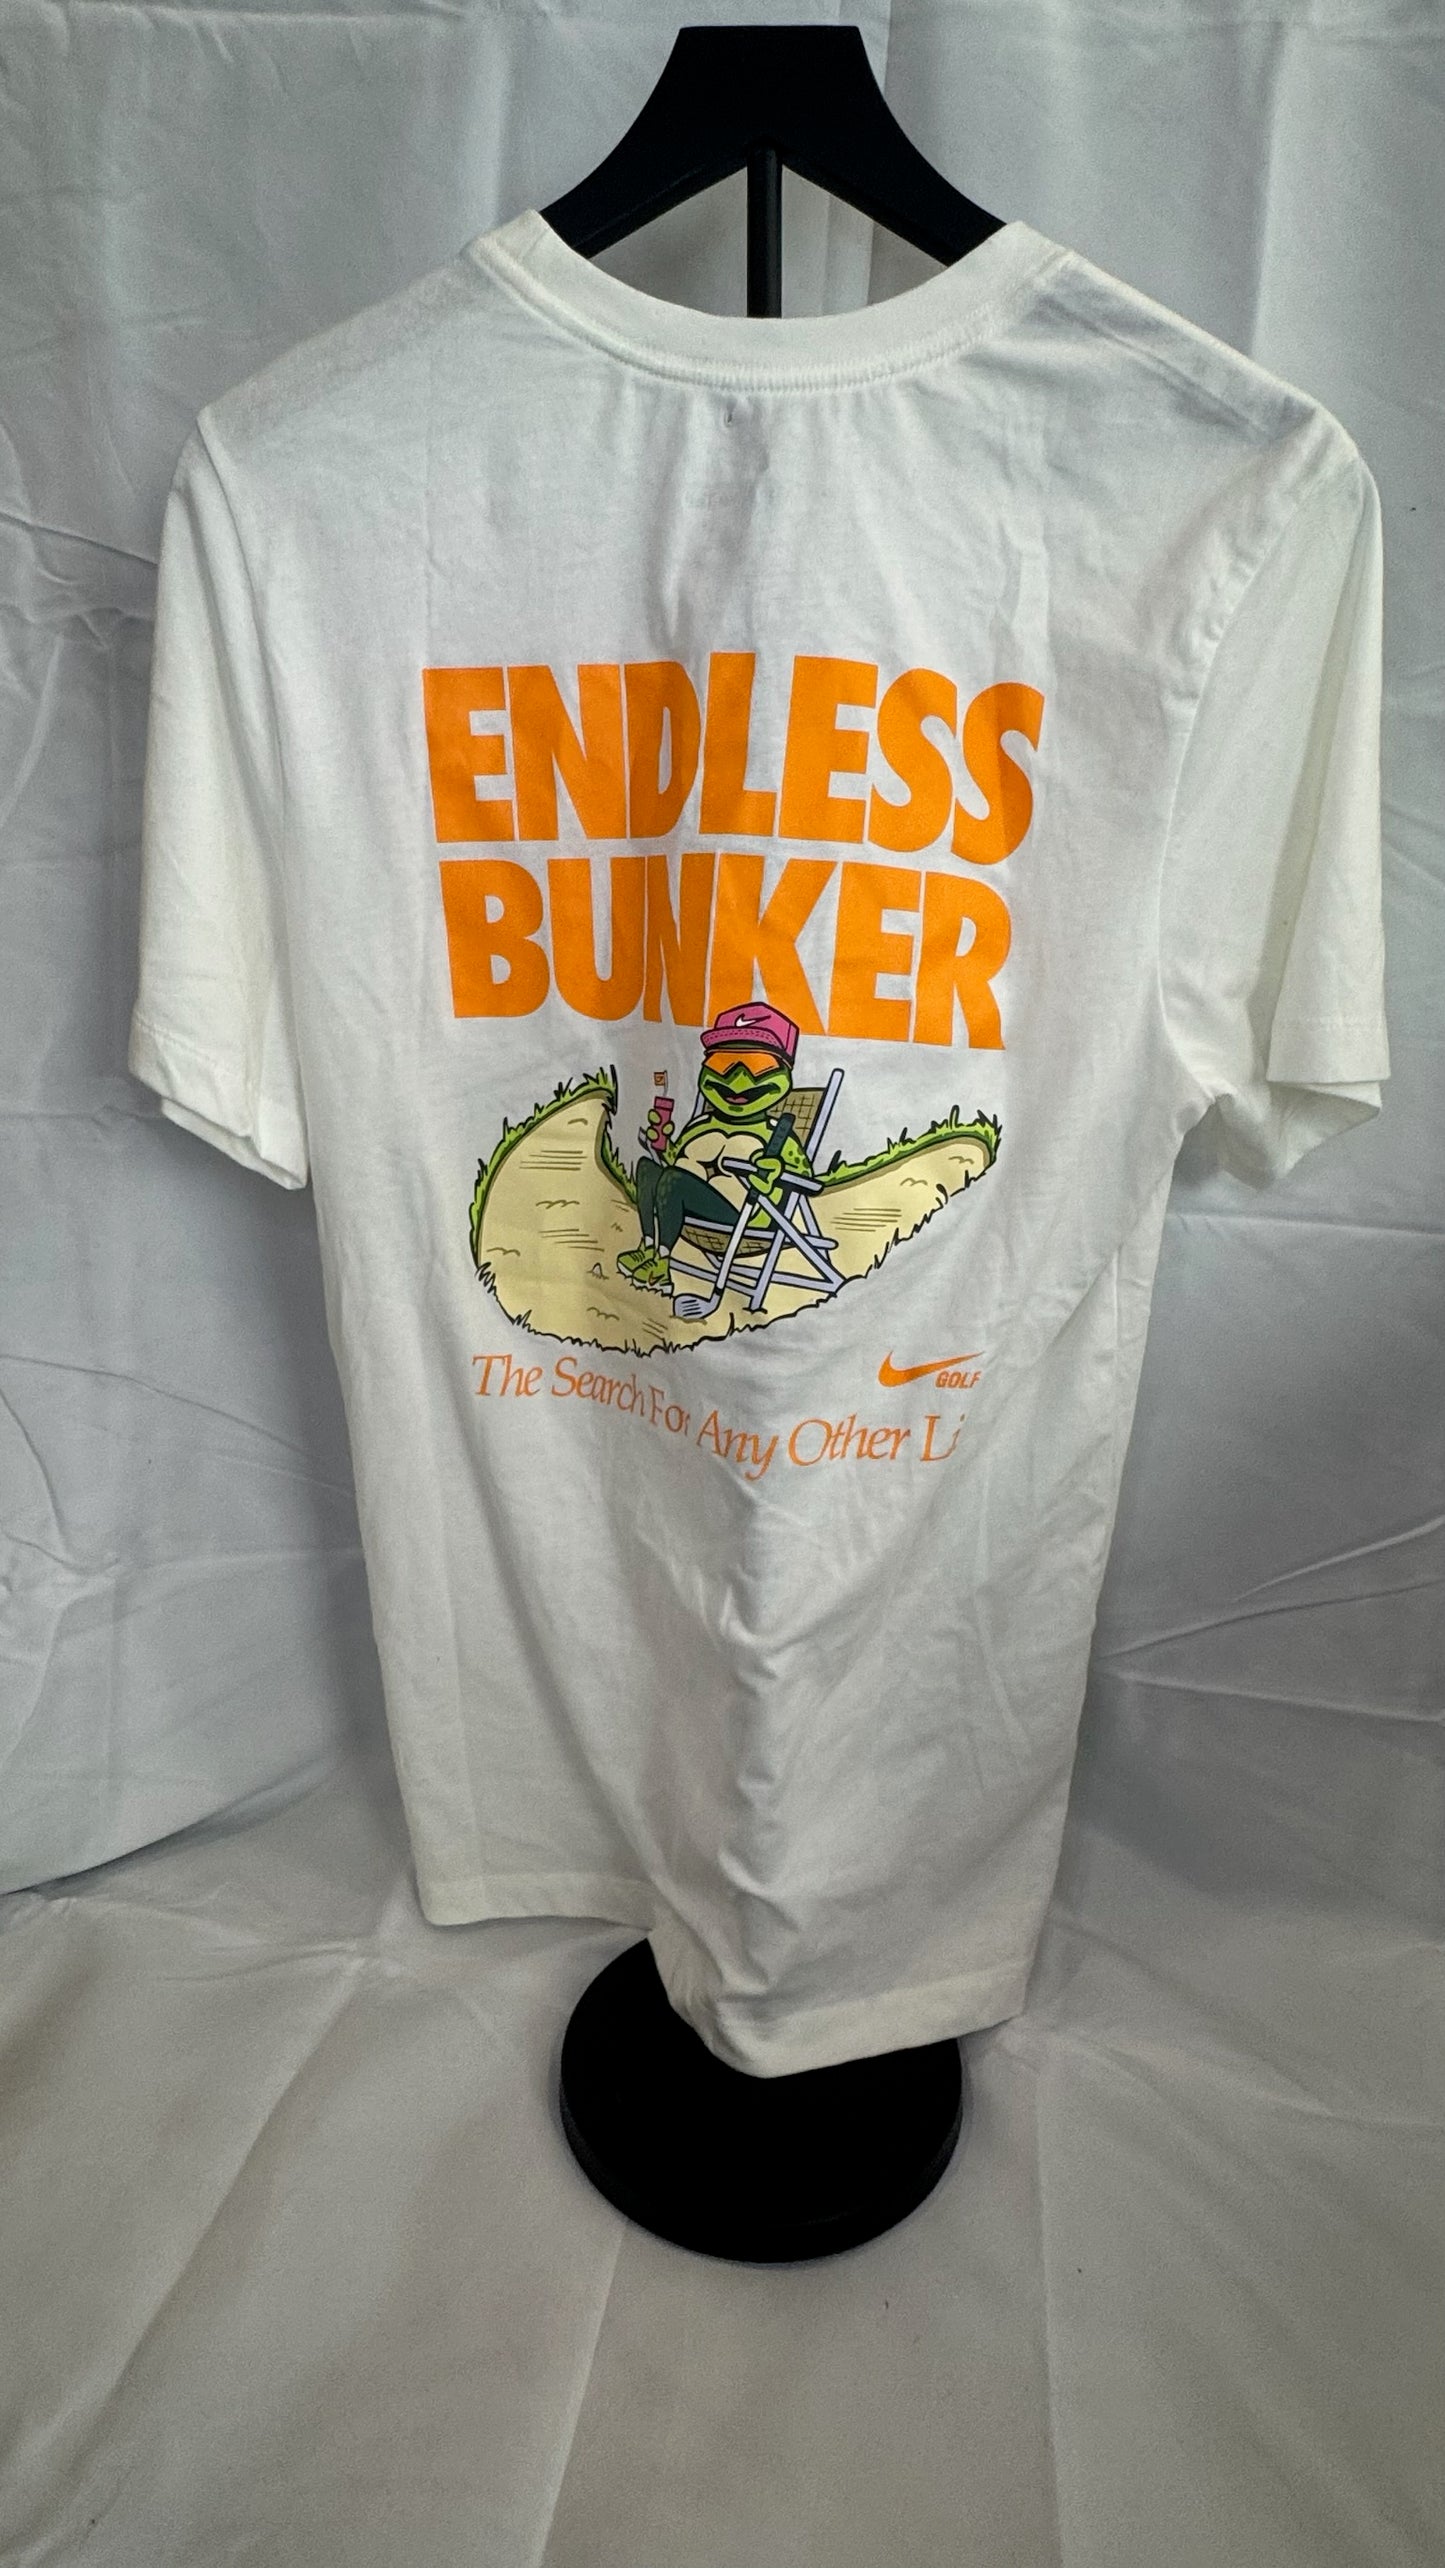 ENDLESS
BUNKER
GOLF
The Search For Any Other